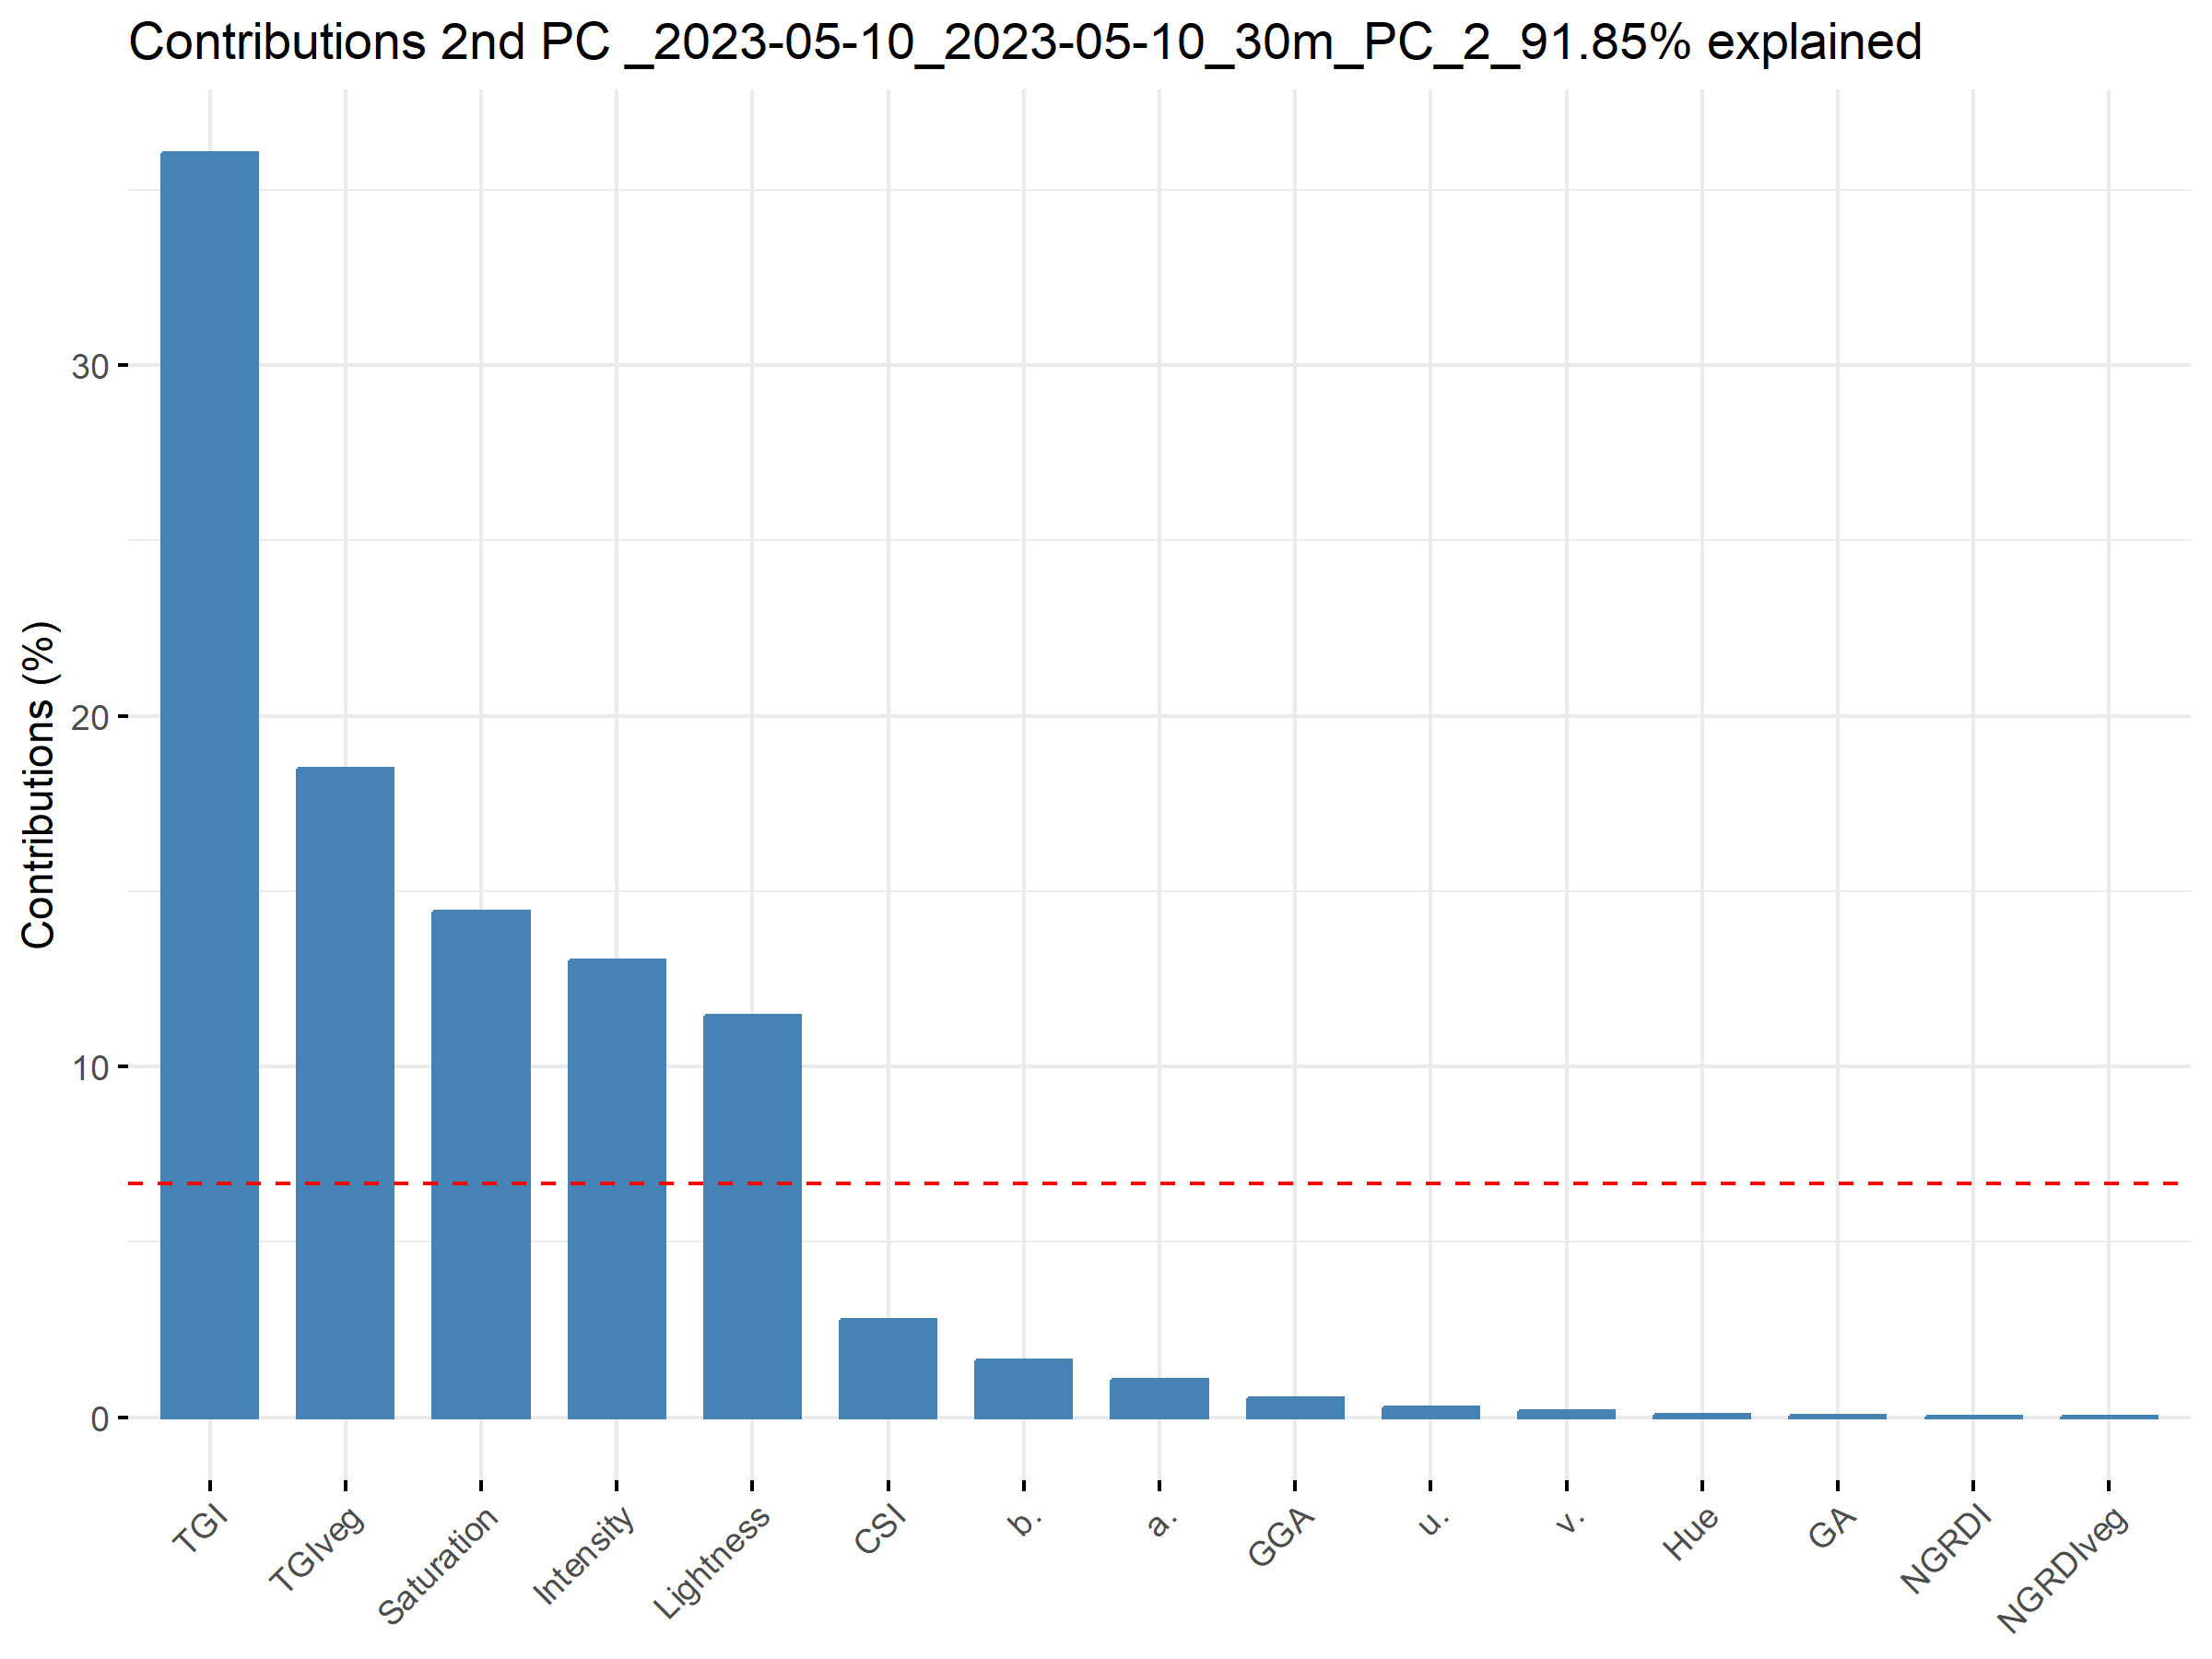 Contributions 2nd PC _2023-05-10_2023-05-10_30m_PC_2_91.85% explained
Contributions (%)
30
20
10
0
TGI
TGIveg
Saturation
Intensity
Lightness
CSI
b.
a.
GGA
u.
v.
Hue
GA
NGRDI
NGRDIveg